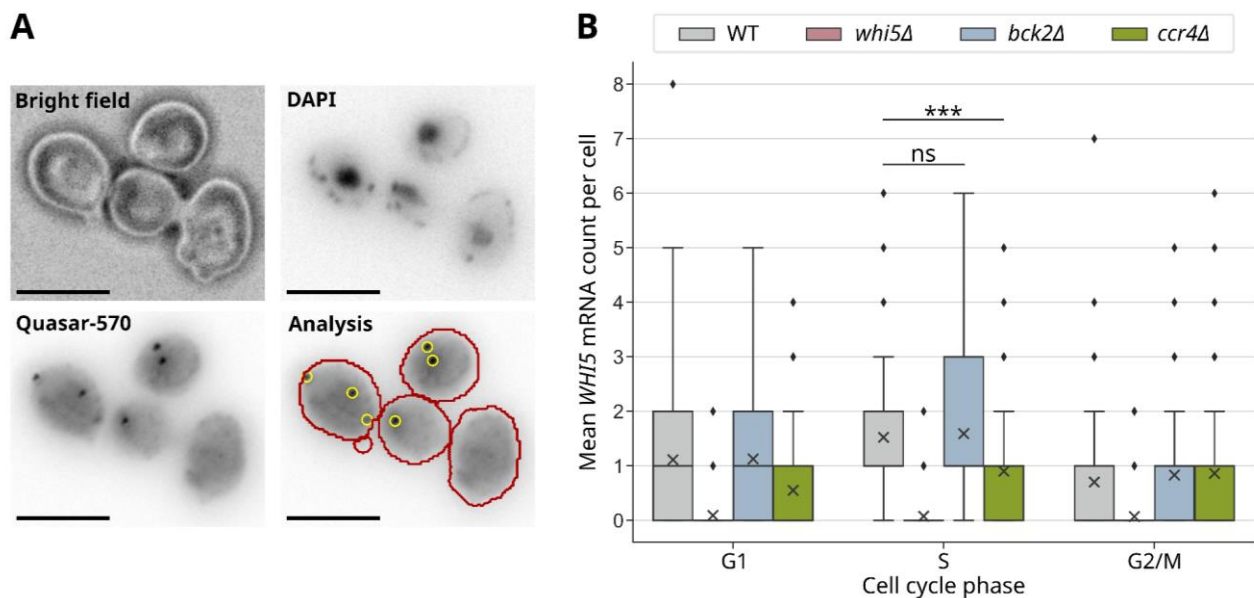 A
Bright field
DAPI
Quasar-570
Analysis
B
WT whi5Δ bck2Δ ccr4Δ
Mean WHI5 mRNA count per cell
8
7
6
5
4
3
2
1
0
***
ns
G1 S G2/M
Cell cycle phase